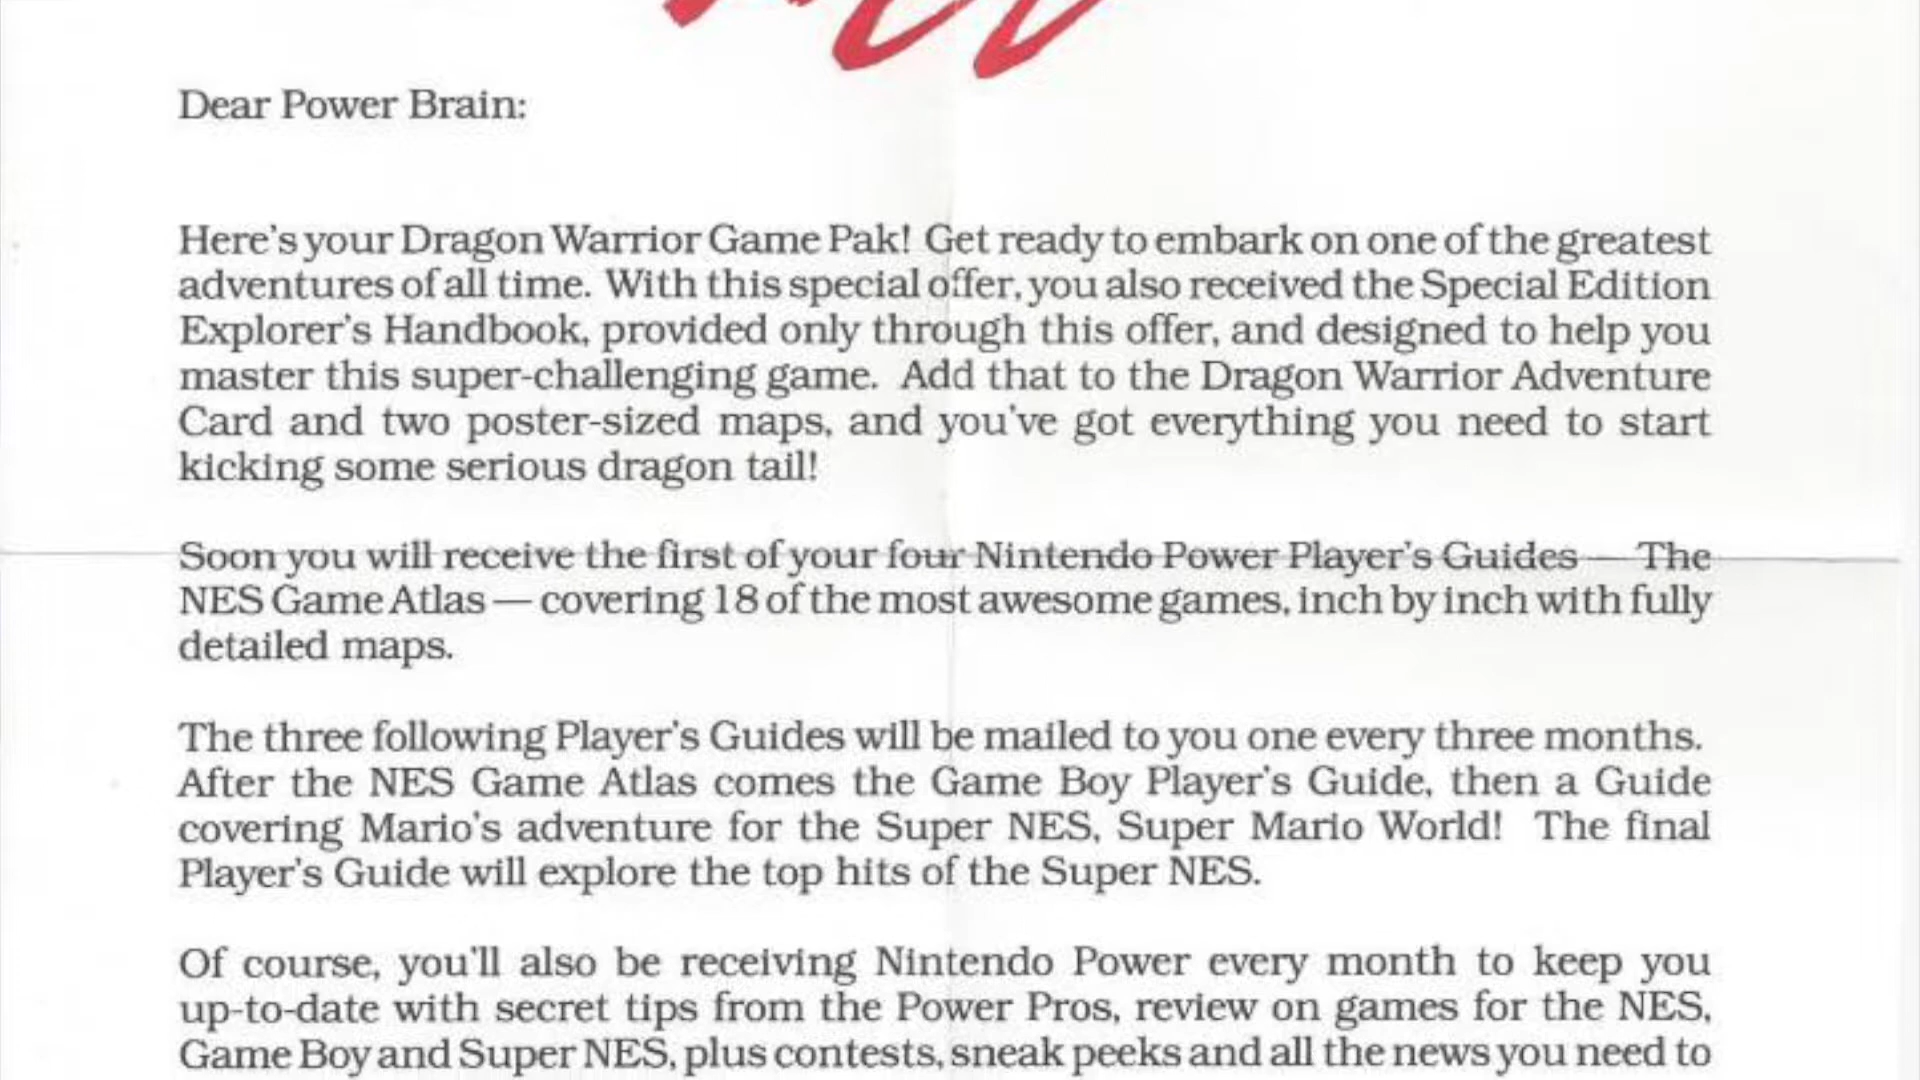 Dear Power Brain:
Here's your Dragon Warrior Game Pak! Get ready to embark on one of the greatest
adventures of all time. With this special offer, you also received the Special Edition
Explorer's Handbook, provided only through this offer, and designed to help you
master this super-challenging game. Add that to the Dragon Warrior Adventure
Card and two poster-sized maps, and you've got everything you need to start
kicking some serious dragon tail!
Soon you will receive the first of your four Nintendo Power Player's Guides — The
NES Game Atlas — covering 18 of the most awesome games, inch by inch with fully
detailed maps.
The three following Player's Guides will be mailed to you one every three months.
After the NES Game Atlas comes the Game Boy Player's Guide, then a Guide
covering Mario's adventure for the Super NES, Super Mario World! The final
Player's Guide will explore the top hits of the Super NES.
Of course, you'll also be receiving Nintendo Power every month to keep you
up-to-date with secret tips from the Power Pros, review on games for the NES,
Game Boy and Super NES, plus contests, sneak peeks and all the news you need to